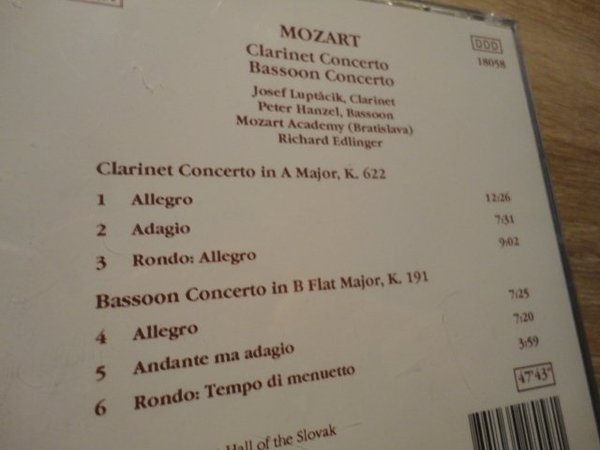 MOZART
Clarinet Concerto
Bassoon Concerto
DDD
18058
Josef Luptâcik, Clarinet
Peter Hanzel, Bassoon
Mozart Academy (Bratislava)
Richard Edlinger
Clarinet Concerto in A Major, K. 622
1 Allegro 12:26
2 Adagio 7:31
3 Rondo: Allegro 9:02
Bassoon Concerto in B Flat Major, K. 191
4 Allegro 7:25
5 Andante ma adagio 7:20
6 Rondo: Tempo di menuetto 3:59
47'43"
Hall of the Slovak